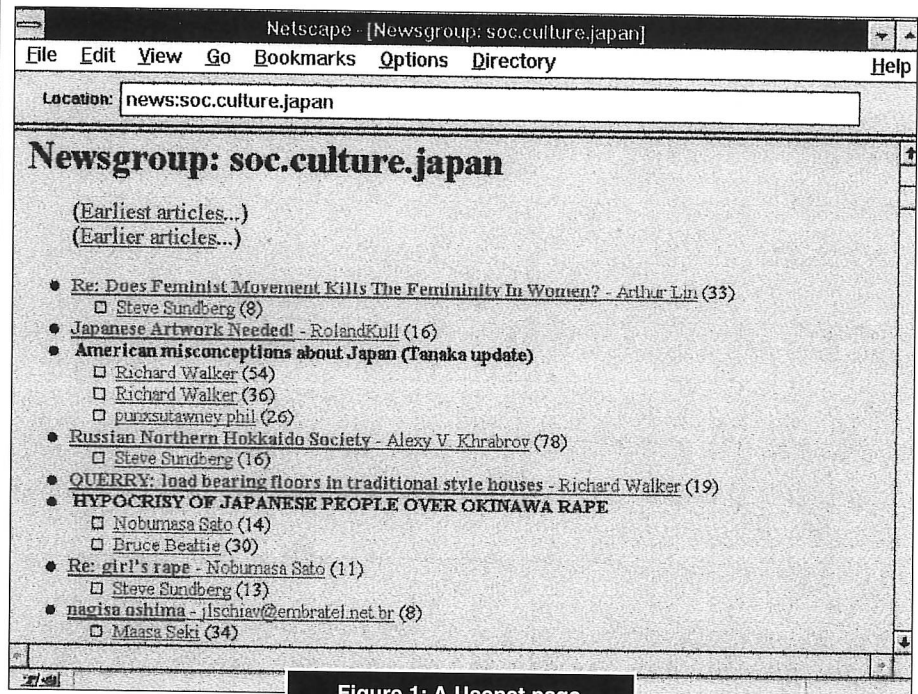 Netscape - [Newsgroup: soc.culture.japan]
File Edit View Go Bookmarks Options Directory Help
Location: news:soc.culture.japan
Newsgroup: soc.culture.japan
(Earliest articles...)
(Earlier articles...)
Re: Does Feminist Movement Kills The Femininity In Women? - Arthur Lin (33)
Steve Sundberg (8)
Japanese Artwork Needed! - RolandKull (16)
American misconceptions about Japan (Tanaka update)
Richard Walker (54)
Richard Walker (36)
punxsutawney phil (26)
Russian Northern Hokkaido Society - Alexy V. Khrabrov (78)
Steve Sundberg (16)
QUERRY: load bearing floors in traditional style houses - Richard Walker (19)
HYPOCRISY OF JAPANESE PEOPLE OVER OKINAWA RAPE
Nobumasa Sato (14)
Bruce Beattie (30)
Re: girl's rape - Nobumasa Sato (11)
Steve Sundberg (13)
nagisa oshima - jlschiav@embratel.net.br (8)
Maasa Seki (34)
Figure 1: A Usenet page